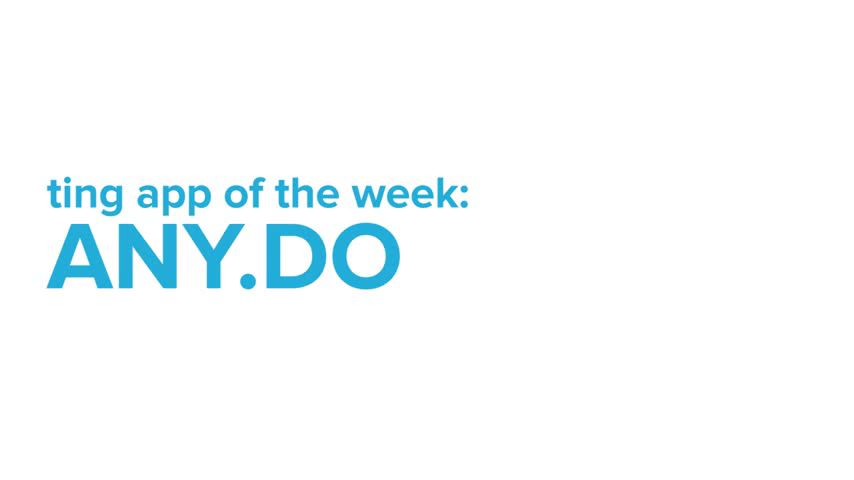 ting app of the week:
ANY.DO